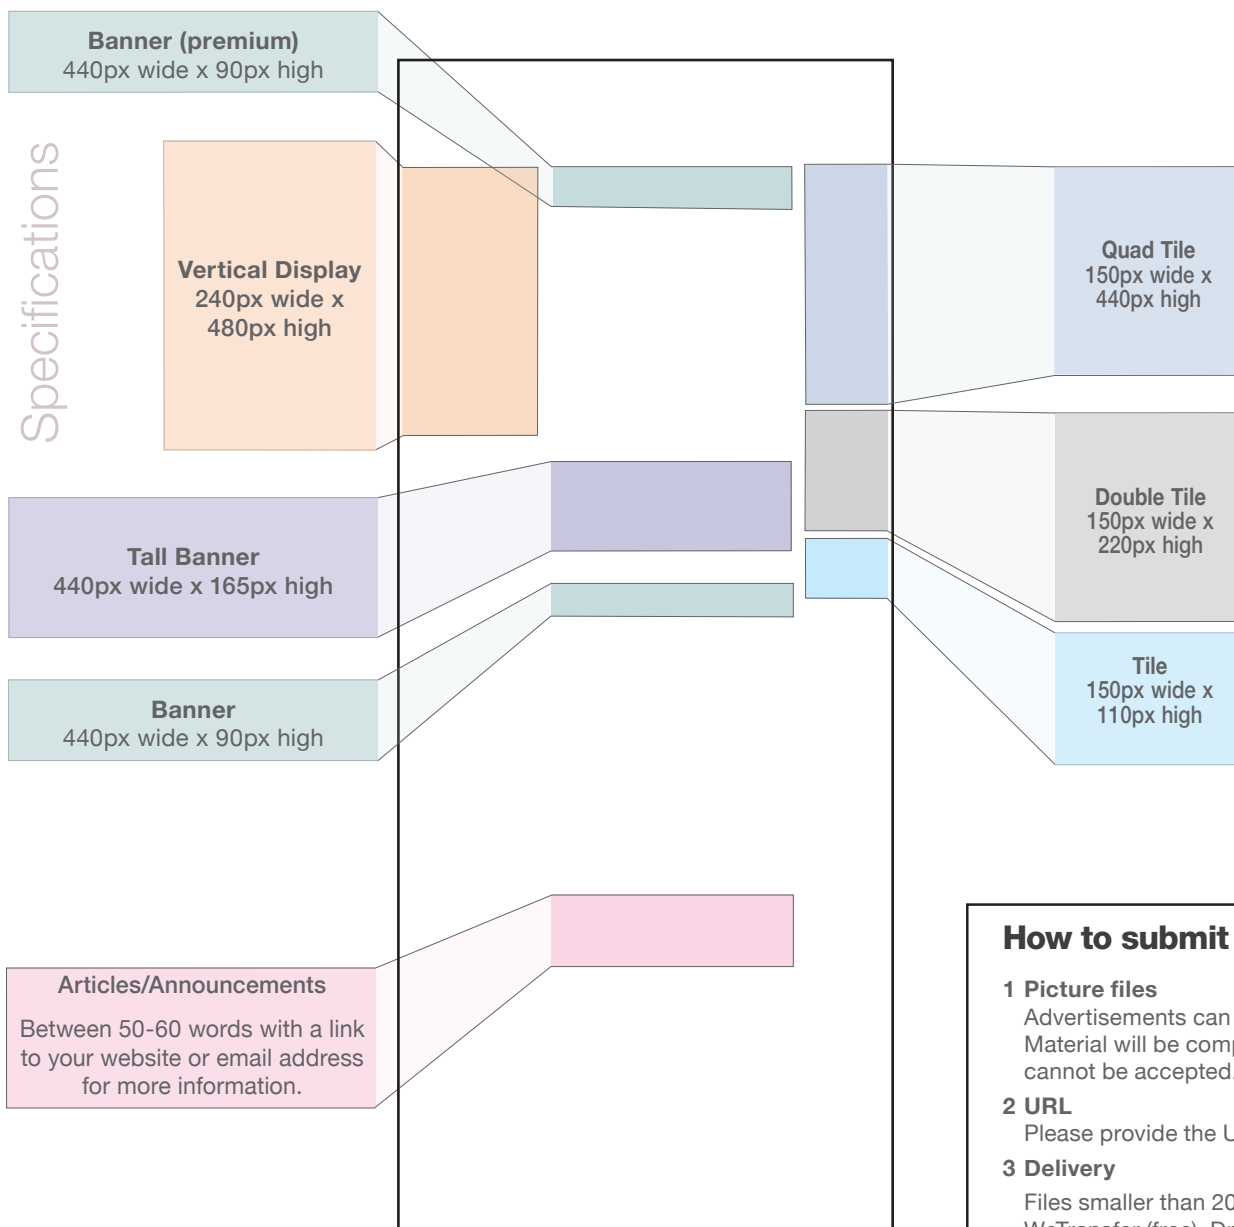 Banner (premium)
440px wide x 90px high
Specifications
Vertical Display
240px wide x
480px high
Quad Tile
150px wide x
440px high
Tall Banner
440px wide x 165px high
Double Tile
150px wide x
220px high
Banner
440px wide x 90px high
Tile
150px wide x
110px high
Articles/Announcements
Between 50-60 words with a link
to your website or email address
for more information.
How to submit
1 Picture files
Advertisements can
Material will be
cannot be accepted.
2 URL
Please provide the
3 Delivery
Files smaller than
WeTransfer (free),